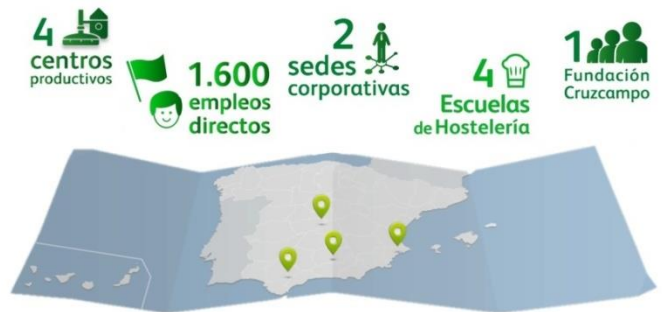 4
centros
productivos
1.600
empleos
directos
2
sedes
corporativas
4
Escuelas
de Hostelería
1
Fundación
Cruzcampo